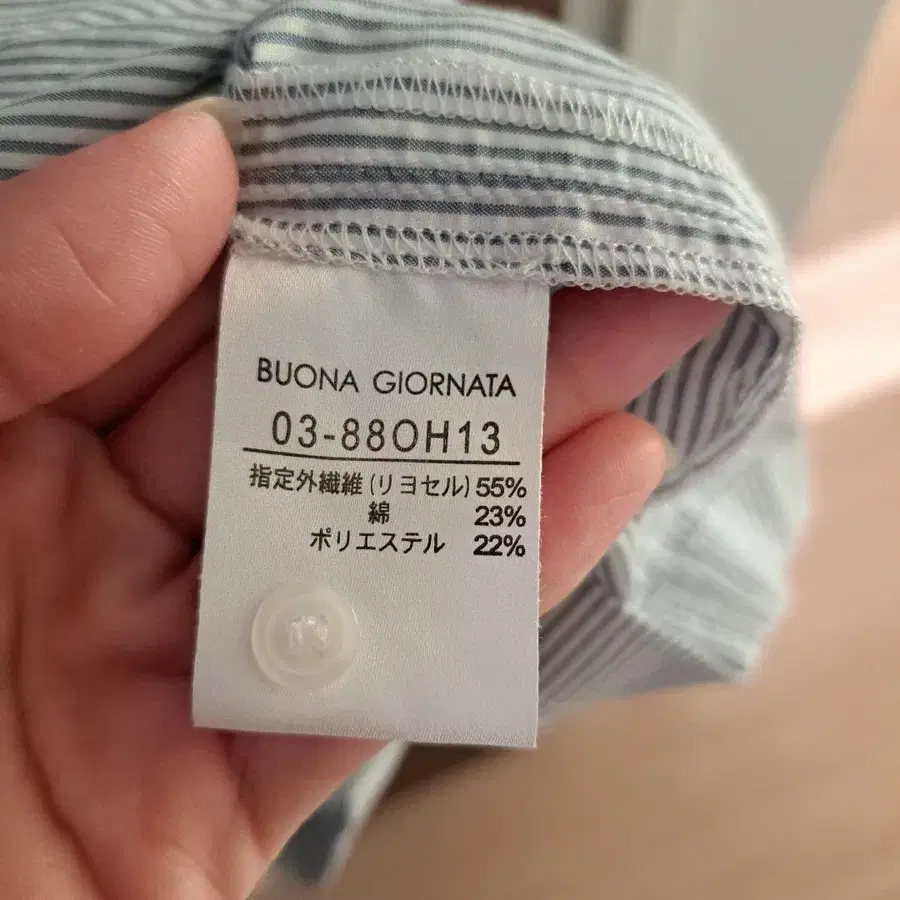 BUONA GIORNATA
03-88OH13
指定外繊維(リヨセル)55%
綿 23%
ポリエステル 22%